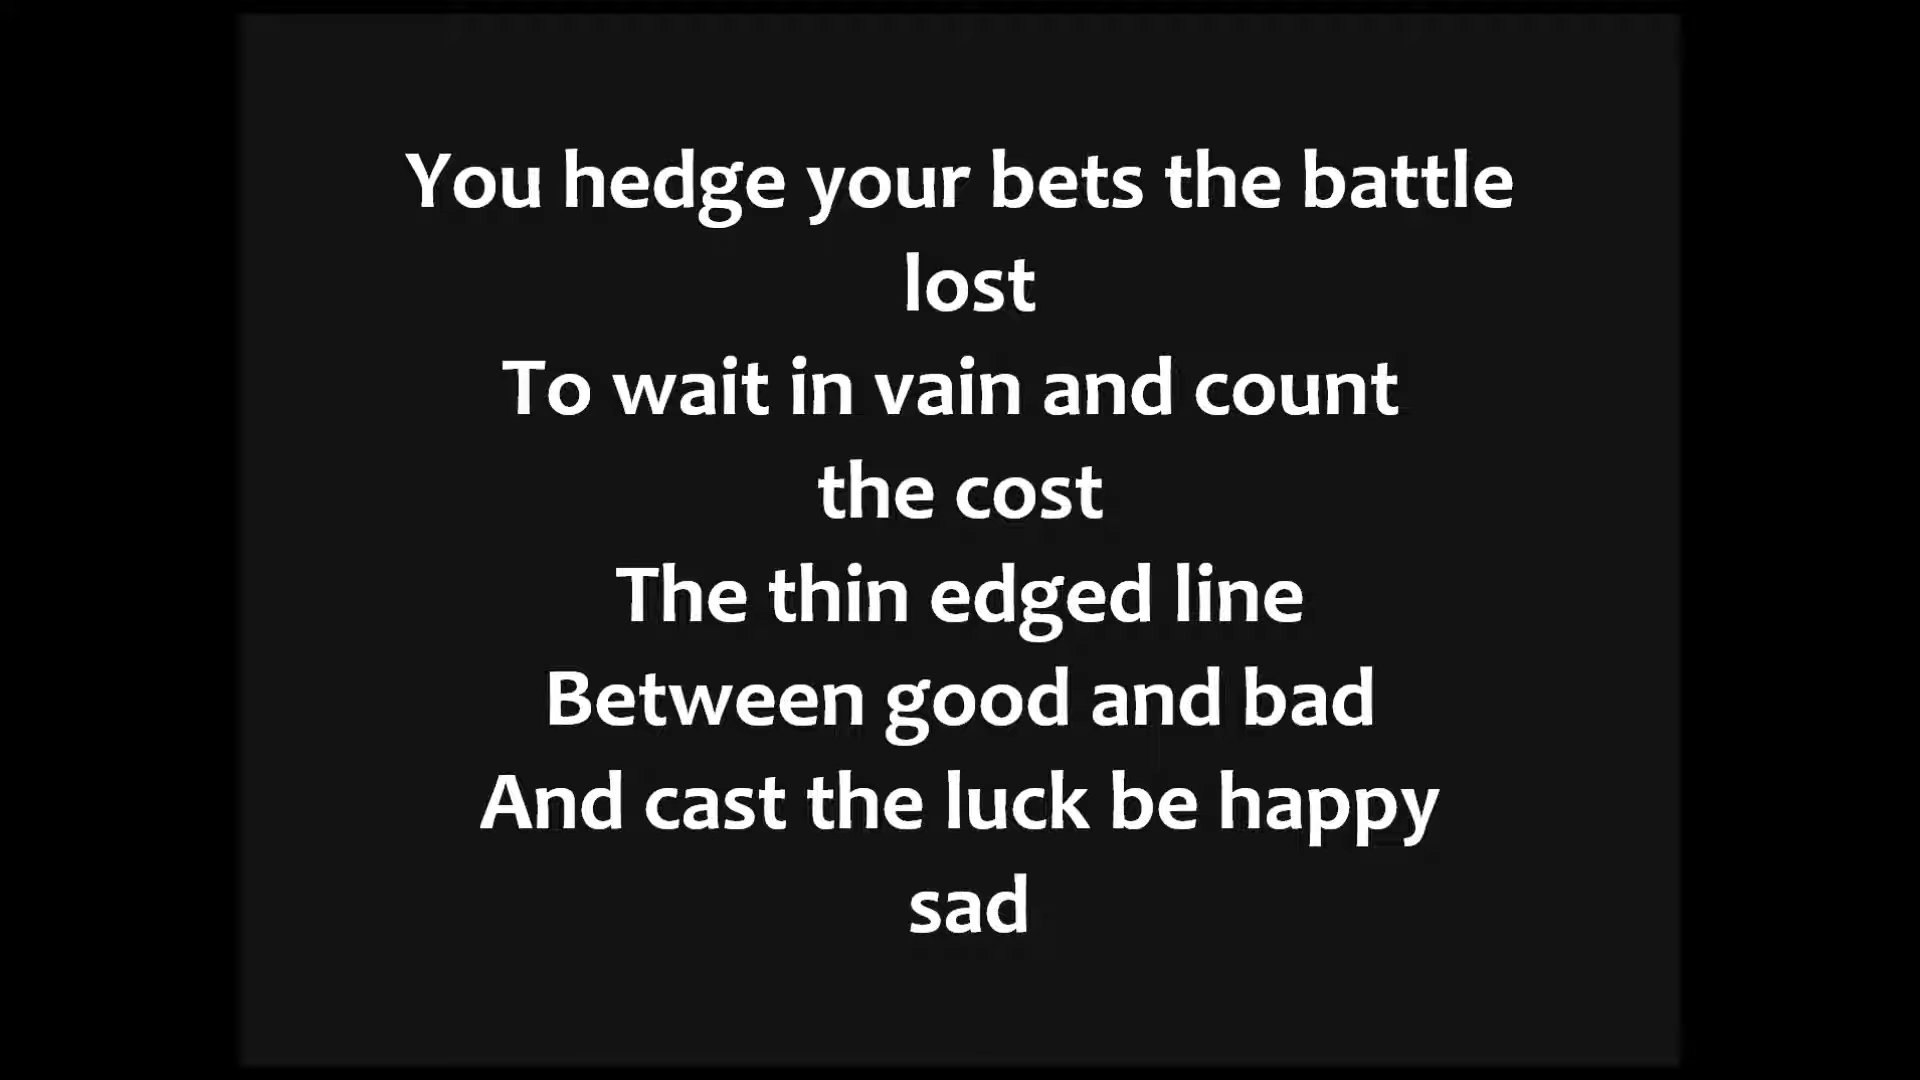 You hedge your bets the battle
lost
To wait in vain and count
the cost
The thin edged line
Between good and bad
And cast the luck be happy
sad